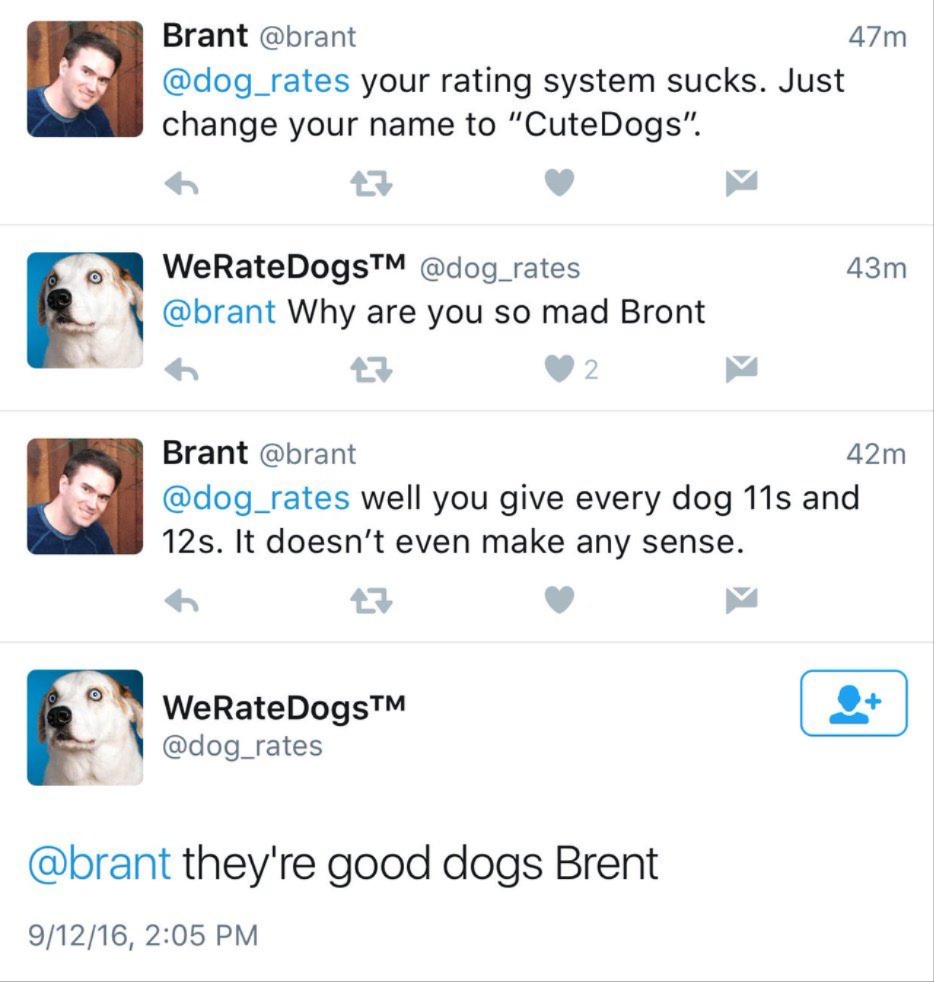 Brant @brant 47m
@dog_rates your rating system sucks. Just
change your name to “CuteDogs”.
WeRateDogs™ @dog_rates 43m
@brant Why are you so mad Bront
2
Brant @brant 42m
@dog_rates well you give every dog 11s and
12s. It doesn’t even make any sense.
WeRateDogs™
@dog_rates
@brant they're good dogs Brent
9/12/16, 2:05 PM